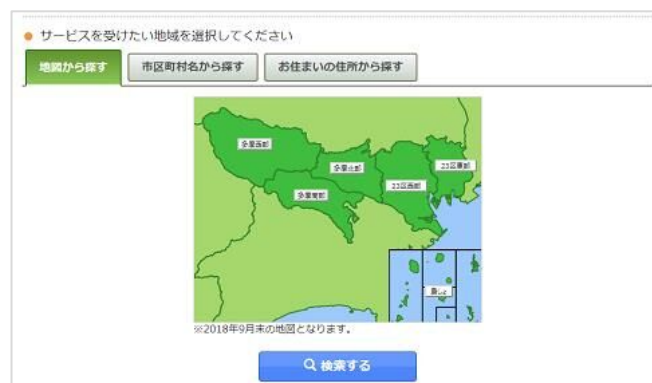 サービスを受けたい地域を選択してください
地図から探す
市区町村名から探す
お住まいの住所から探す
多摩西部
多摩北部
23区東部
23区西部
多摩南部
島しょ
※2018年9月末の地図となります。
検索する